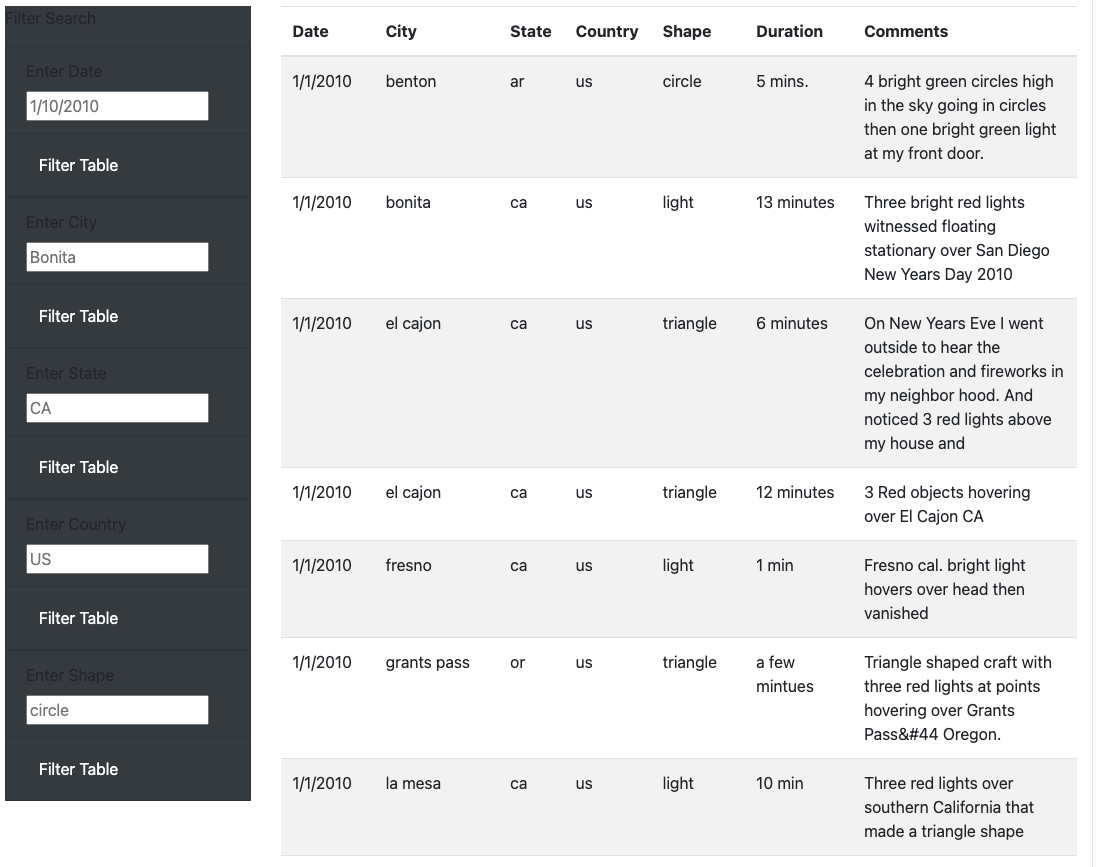 Filter Search
Enter Date
1/10/2010
Filter Table
Enter City
Bonita
Filter Table
Enter State
CA
Filter Table
Enter Country
US
Filter Table
Enter Shape
circle
Filter Table
Date City State Country Shape Duration Comments
1/1/2010 benton ar us circle 5 mins. 4 bright green circles high
in the sky going in circles
then one bright green light
at my front door.
1/1/2010 bonita ca us light 13 minutes Three bright red lights
witnessed floating
stationary over San Diego
New Years Day 2010
1/1/2010 el cajon ca us triangle 6 minutes On New Years Eve I went
outside to hear the
celebration and fireworks in
my neighbor hood. And
noticed 3 red lights above
my house and
1/1/2010 el cajon ca us triangle 12 minutes 3 Red objects hovering
over El Cajon CA
1/1/2010 fresno ca us light 1 min Fresno cal. bright light
hovers over head then
vanished
1/1/2010 grants pass or us triangle a few Triangle shaped craft with
mintues three red lights at points
hovering over Grants
Pass&#44 Oregon.
1/1/2010 la mesa ca us light 10 min Three red lights over
southern California that
made a triangle shape